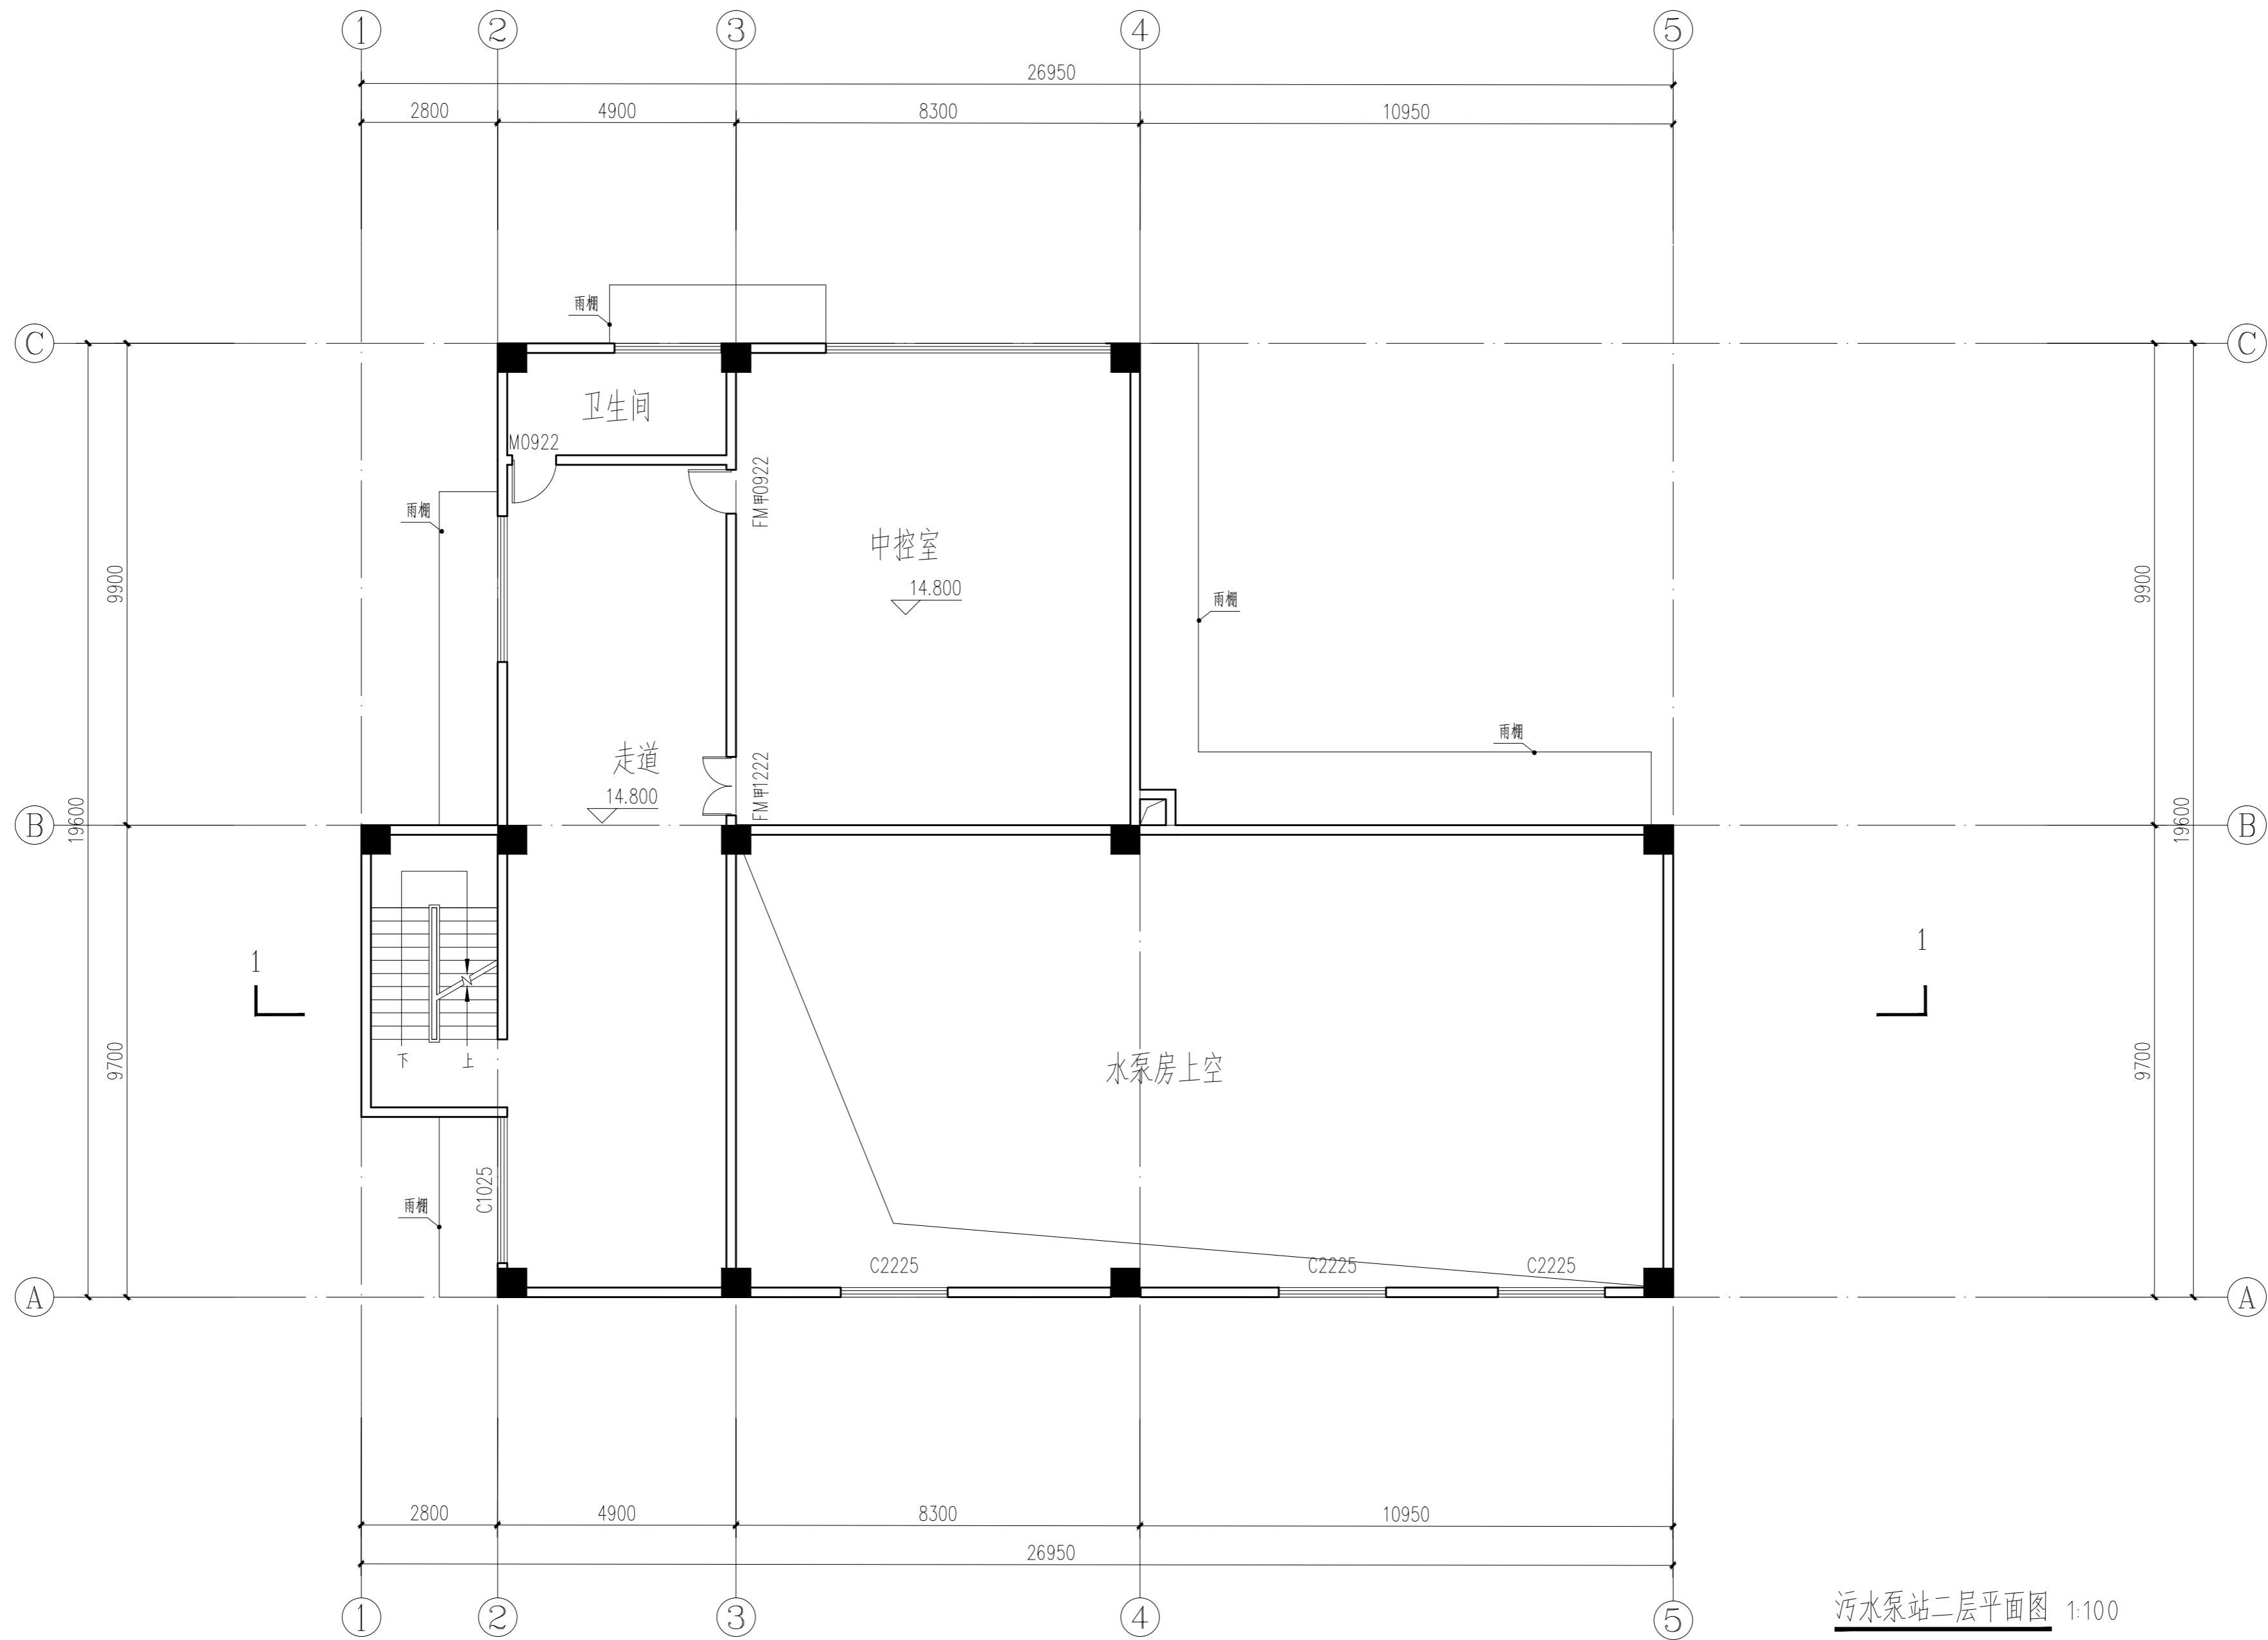 1 2 3 4 5
26950
2800 4900 8300 10950
雨棚
C C
卫生间
M0922
FM甲0922
雨棚
中控室
14.800
9900 9900
雨棚
雨棚
走道
14.800
FM甲1222
19600 19600
B B
1 1
下 上
水泵房上空
9700 9700
C1025
雨棚
C2225 C2225 C2225
A A
2800 4900 8300 10950
26950
1 2 3 4 5
污水泵站二层平面图 1:100